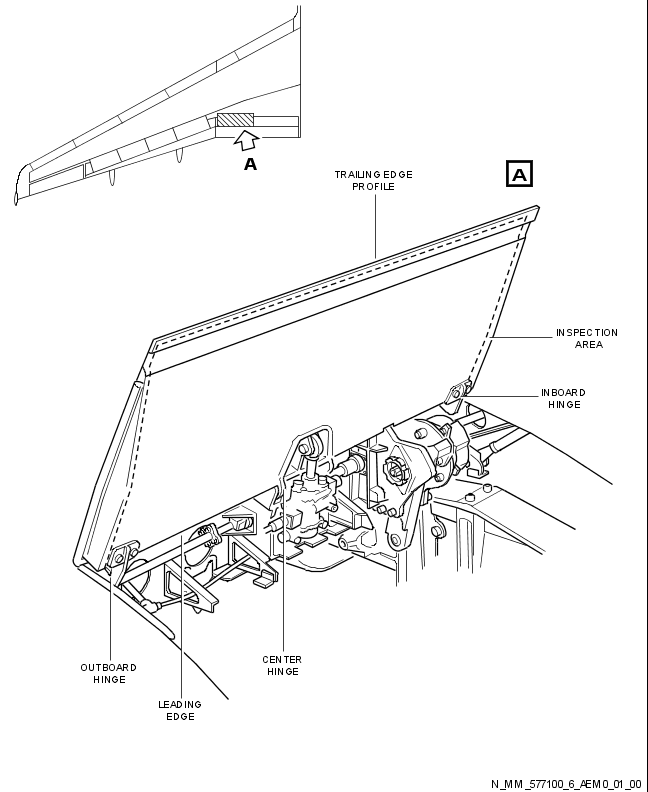 A
TRAILING EDGE
PROFILE
A
INSPECTION
AREA
INBOARD
HINGE
OUTBOARD
HINGE
CENTER
HINGE
LEADING
EDGE
N_MM_577100_6_AEM0_01_00